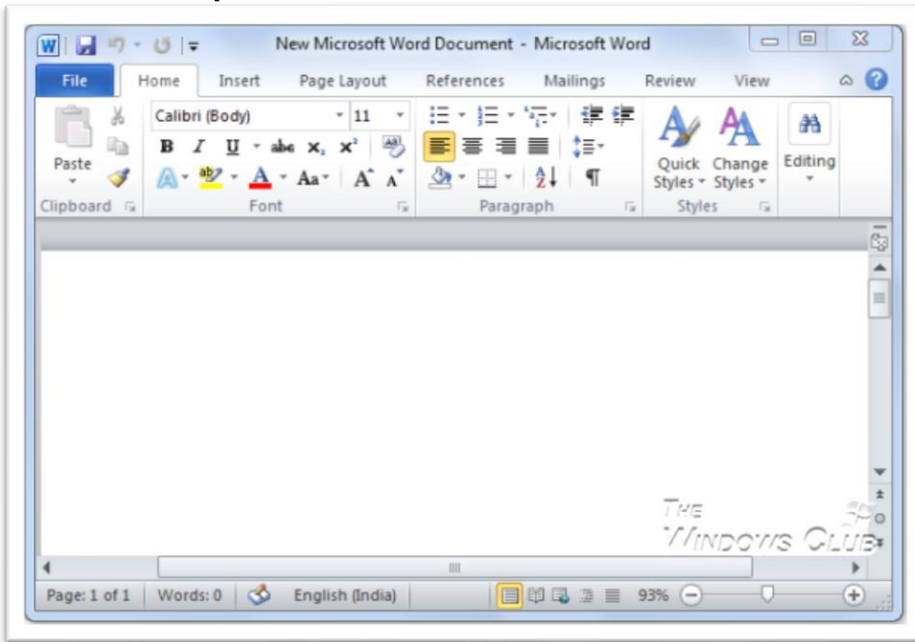 New Microsoft Word Document - Microsoft Word
File Home Insert Page Layout References Mailings Review View
Calibri (Body) 11
Paste
B I U abc x₂ x² Aa A A
Quick Styles Change Styles Editing
Clipboard Font Paragraph Styles
THE
WINDOWS CLUB
Page: 1 of 1 Words: 0 English (India) 93%